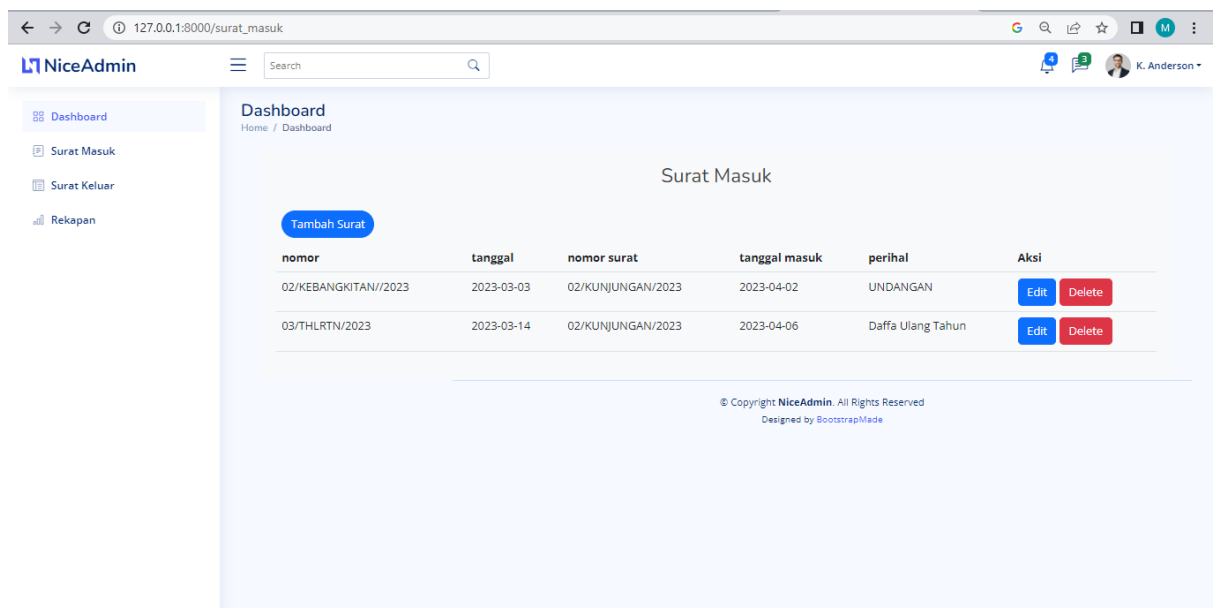 127.0.0.1:8000/surat_masuk
G M
NiceAdmin Search 4 3 K. Anderson
Dashboard
Surat Masuk
Surat Keluar
Rekapan
Dashboard
Home / Dashboard
Surat Masuk
Tambah Surat
nomor tanggal nomor surat tanggal masuk perihal Aksi
02/KEBANGKITAN//2023 2023-03-03 02/KUNJUNGAN/2023 2023-04-02 UNDANGAN Edit Delete
03/THLRTN/2023 2023-03-14 02/KUNJUNGAN/2023 2023-04-06 Daffa Ulang Tahun Edit Delete
© Copyright NiceAdmin. All Rights Reserved
Designed by BootstrapMade